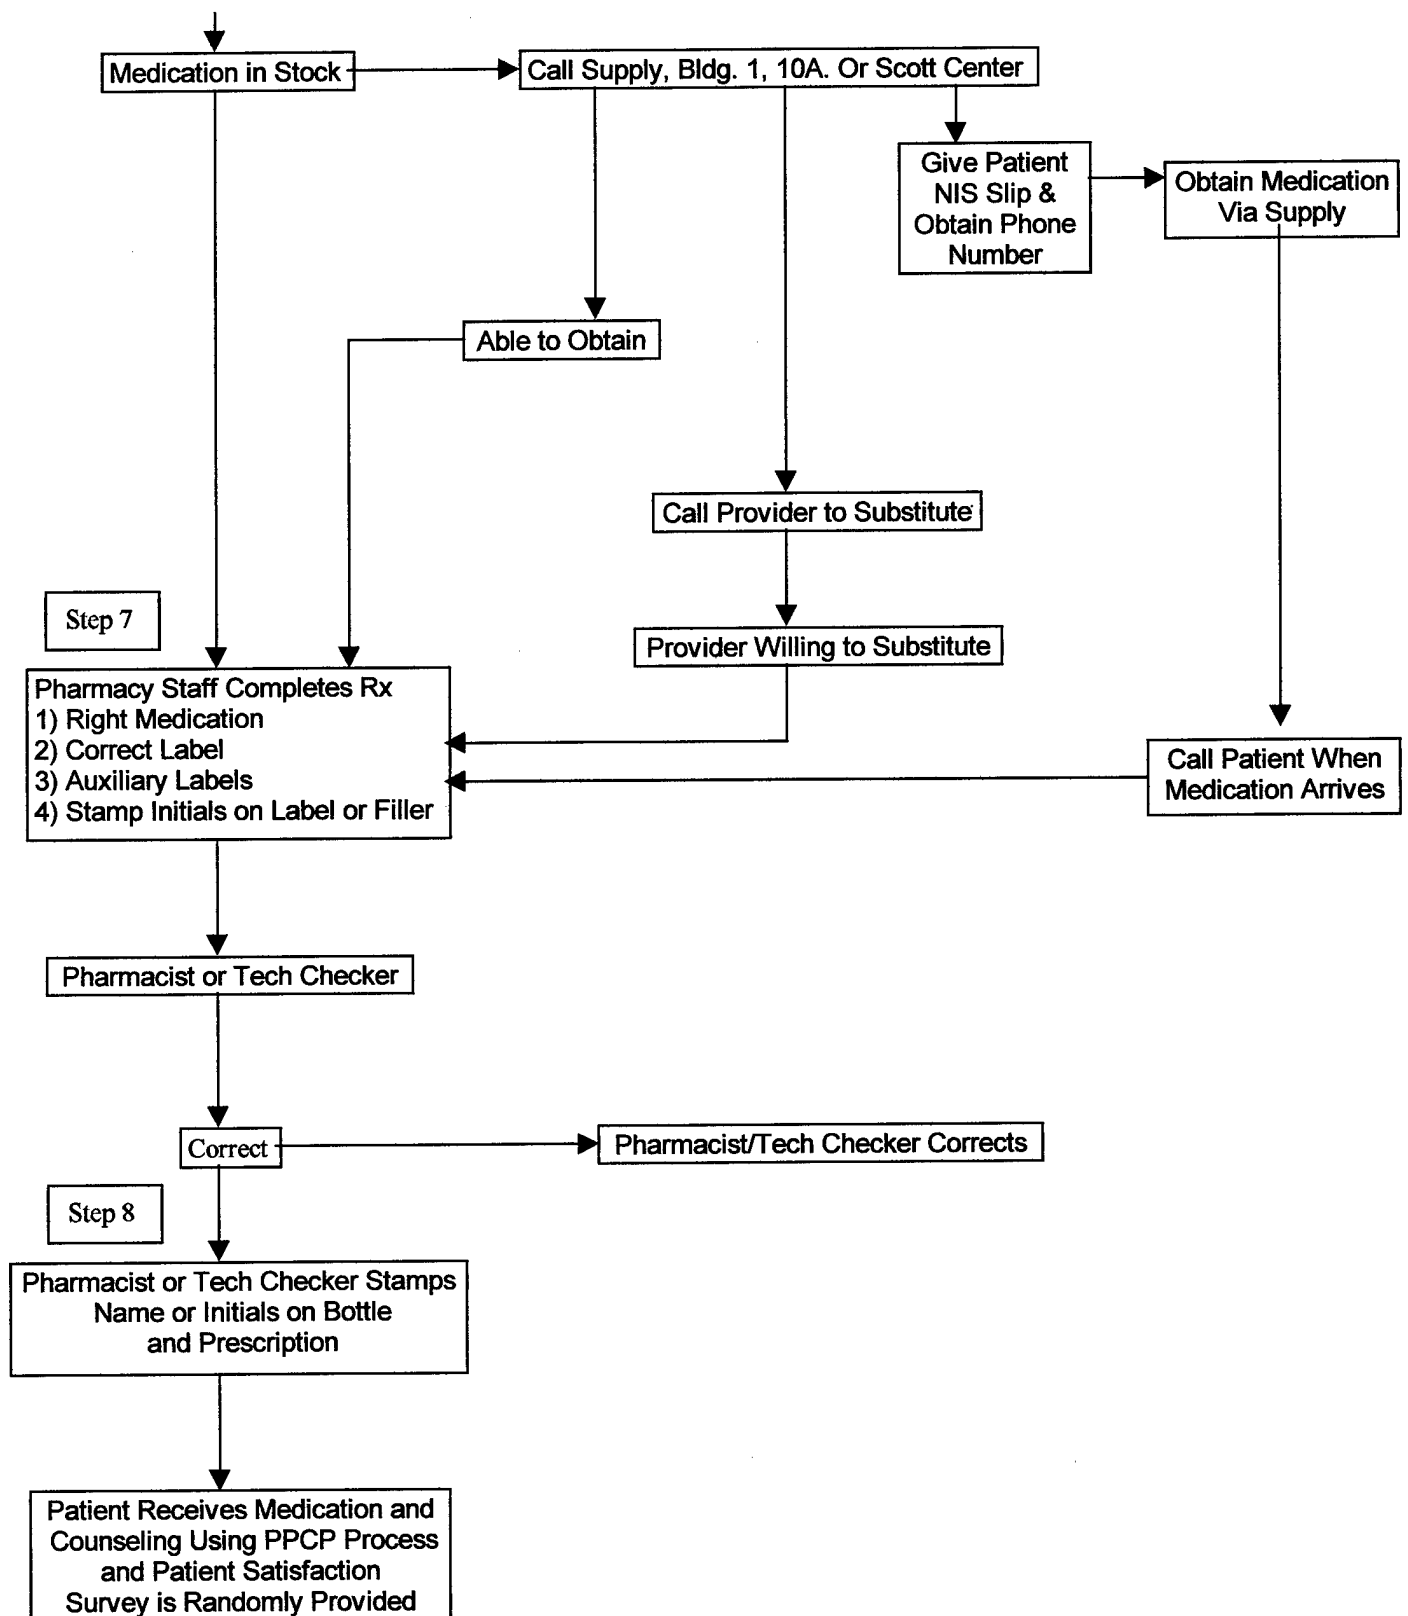 Medication in Stock
Call Supply, Bldg. 1, 10A. Or Scott Center
Give Patient
NIS Slip &
Obtain Phone
Number
Obtain Medication
Via Supply
Able to Obtain
Call Provider to Substitute
Step 7
Provider Willing to Substitute
Pharmacy Staff Completes Rx
1) Right Medication
2) Correct Label
3) Auxiliary Labels
4) Stamp Initials on Label or Filler
Call Patient When
Medication Arrives
Pharmacist or Tech Checker
Correct
Pharmacist/Tech Checker Corrects
Step 8
Pharmacist or Tech Checker Stamps
Name or Initials on Bottle
and Prescription
Patient Receives Medication and
Counseling Using PPCP Process
and Patient Satisfaction
Survey is Randomly Provided